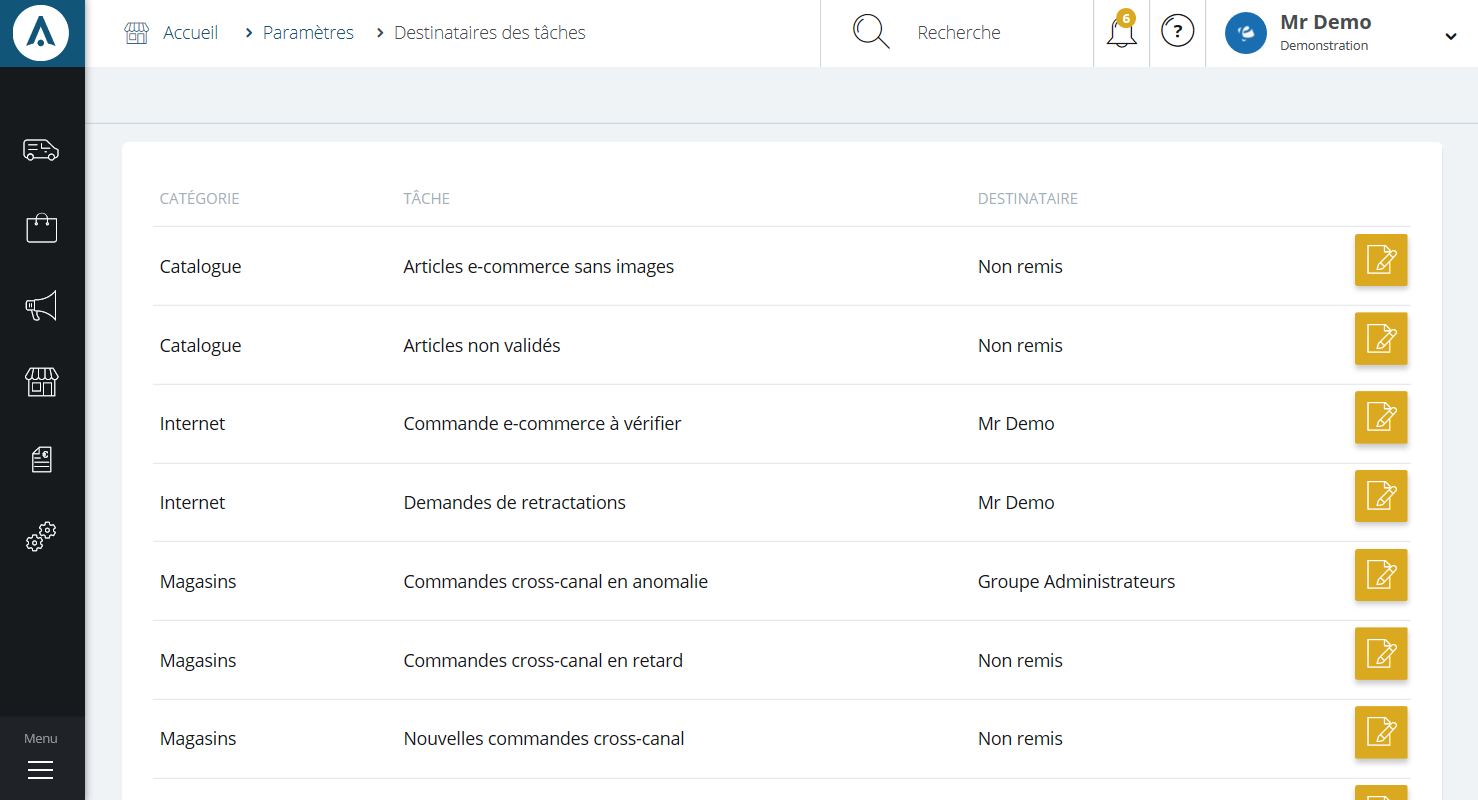 Accueil > Paramètres > Destinataires des tâches
Recherche
6
?
Mr Demo
Demonstration
CATÉGORIE TÂCHE DESTINATAIRE
Catalogue Articles e-commerce sans images Non remis
Catalogue Articles non validés Non remis
Internet Commande e-commerce à vérifier Mr Demo
Internet Demandes de retractations Mr Demo
Magasins Commandes cross-canal en anomalie Groupe Administrateurs
Magasins Commandes cross-canal en retard Non remis
Magasins Nouvelles commandes cross-canal Non remis
Menu